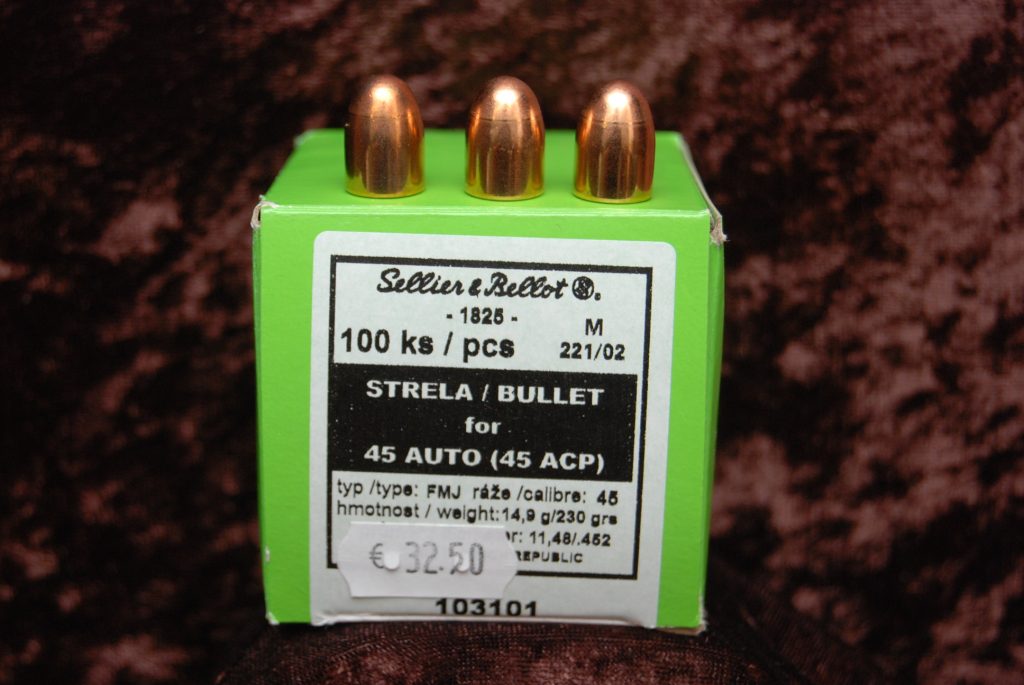 Sellier & Bellot
- 1825 -
M
100 ks / pcs
221/02
STRELA / BULLET
for
45 AUTO (45 ACP)
typ /type: FMJ ráže /calibre: 45
hmotnost / weight:14,9 g/230 grs
er: 11,48/.452
REPUBLIC
€ 32.50
103101